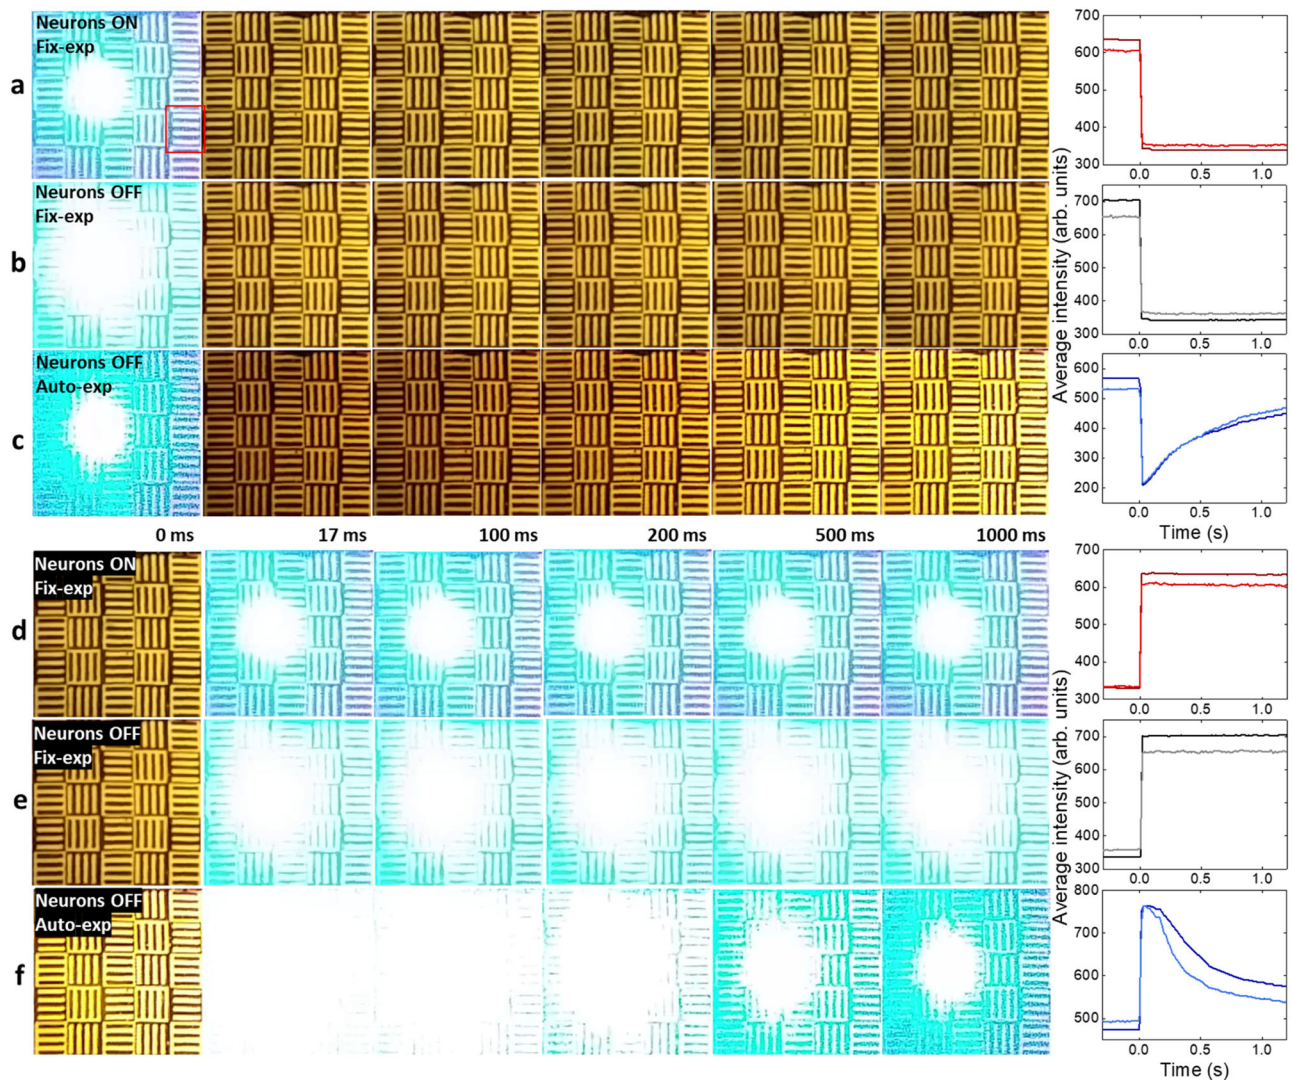 Neurons ON
Fix-exp
a
700
600
500
400
300
0.0 0.5 1.0
Neurons OFF
Fix-exp
b
700
600
500
400
300
0.0 0.5 1.0
Average intensity (arb. units)
Neurons OFF
Auto-exp
c
600
500
400
300
200
0.0 0.5 1.0
Time (s)
0 ms 17 ms 100 ms 200 ms 500 ms 1000 ms
Neurons ON
Fix-exp
d
700
600
500
400
300
0.0 0.5 1.0
Neurons OFF
Fix-exp
e
700
600
500
400
300
0.0 0.5 1.0
Average intensity (arb. units)
Neurons OFF
Auto-exp
f
800
700
600
500
0.0 0.5 1.0
Time (s)